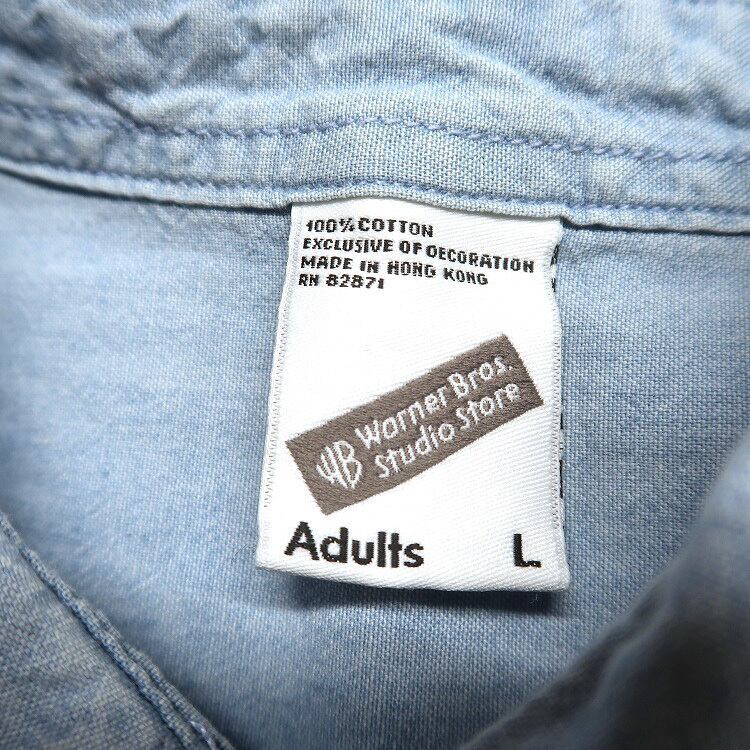 100% COTTON
EXCLUSIVE OF DECORATION
MADE IN HONG KONG
RN 82871
WB Warner Bros.
Studio Store
Adults L